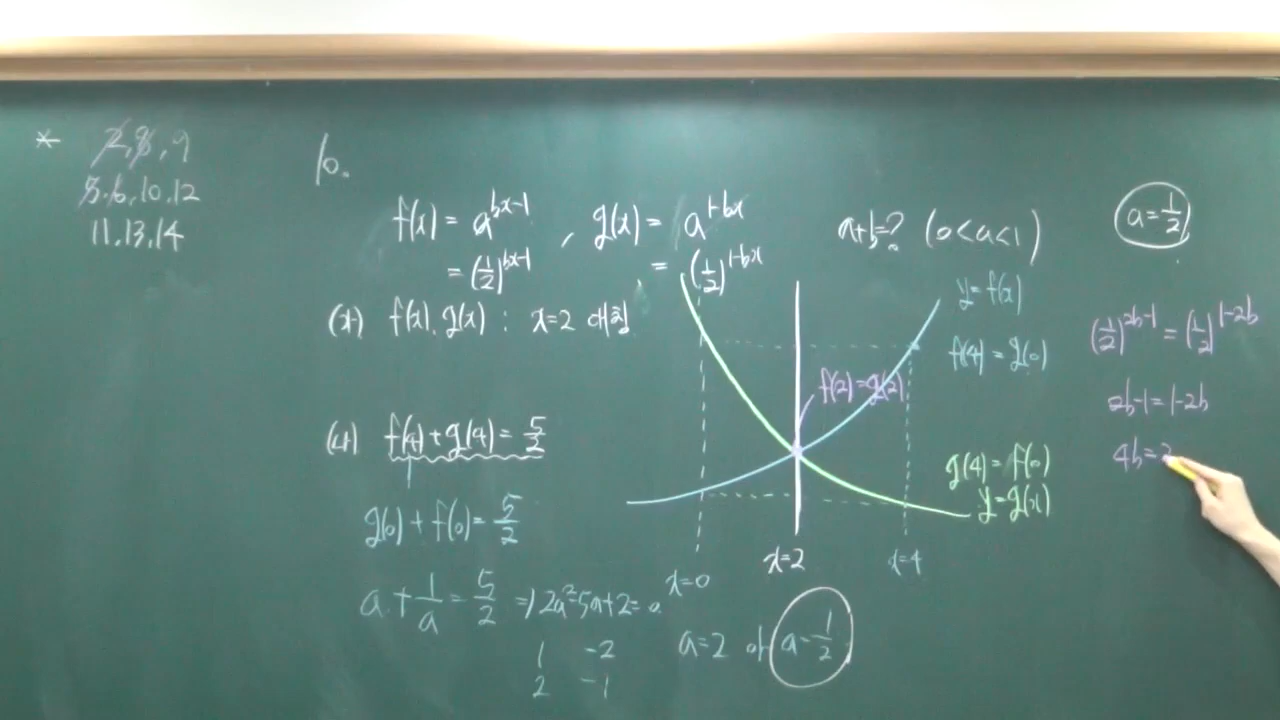 * 2, 8, 9
5, 6, 10, 12
11, 13, 14
10.
f(x) = a^{bx-1} , g(x) = a^{1-bx} a+b=? (0<a<1)
= (1/2)^{bx-1} = (1/2)^{1-bx}
(가) f(x), g(x) : x=2 대칭
(나) f(4)+g(4)= 5/2
g(0) + f(0) = 5/2
a + 1/a = 5/2 ⇒ 2a²-5a+2=0
1 -2
2 -1
a=2 or a=1/2
y=f(x)
f(4) = g(0)
f(2)=g(2)
g(4) = f(0)
y=g(x)
x=0
x=2
x=4
a=1/2
(1/2)^{2b-1} = (1/2)^{1-2b}
2b-1=1-2b
4b=2